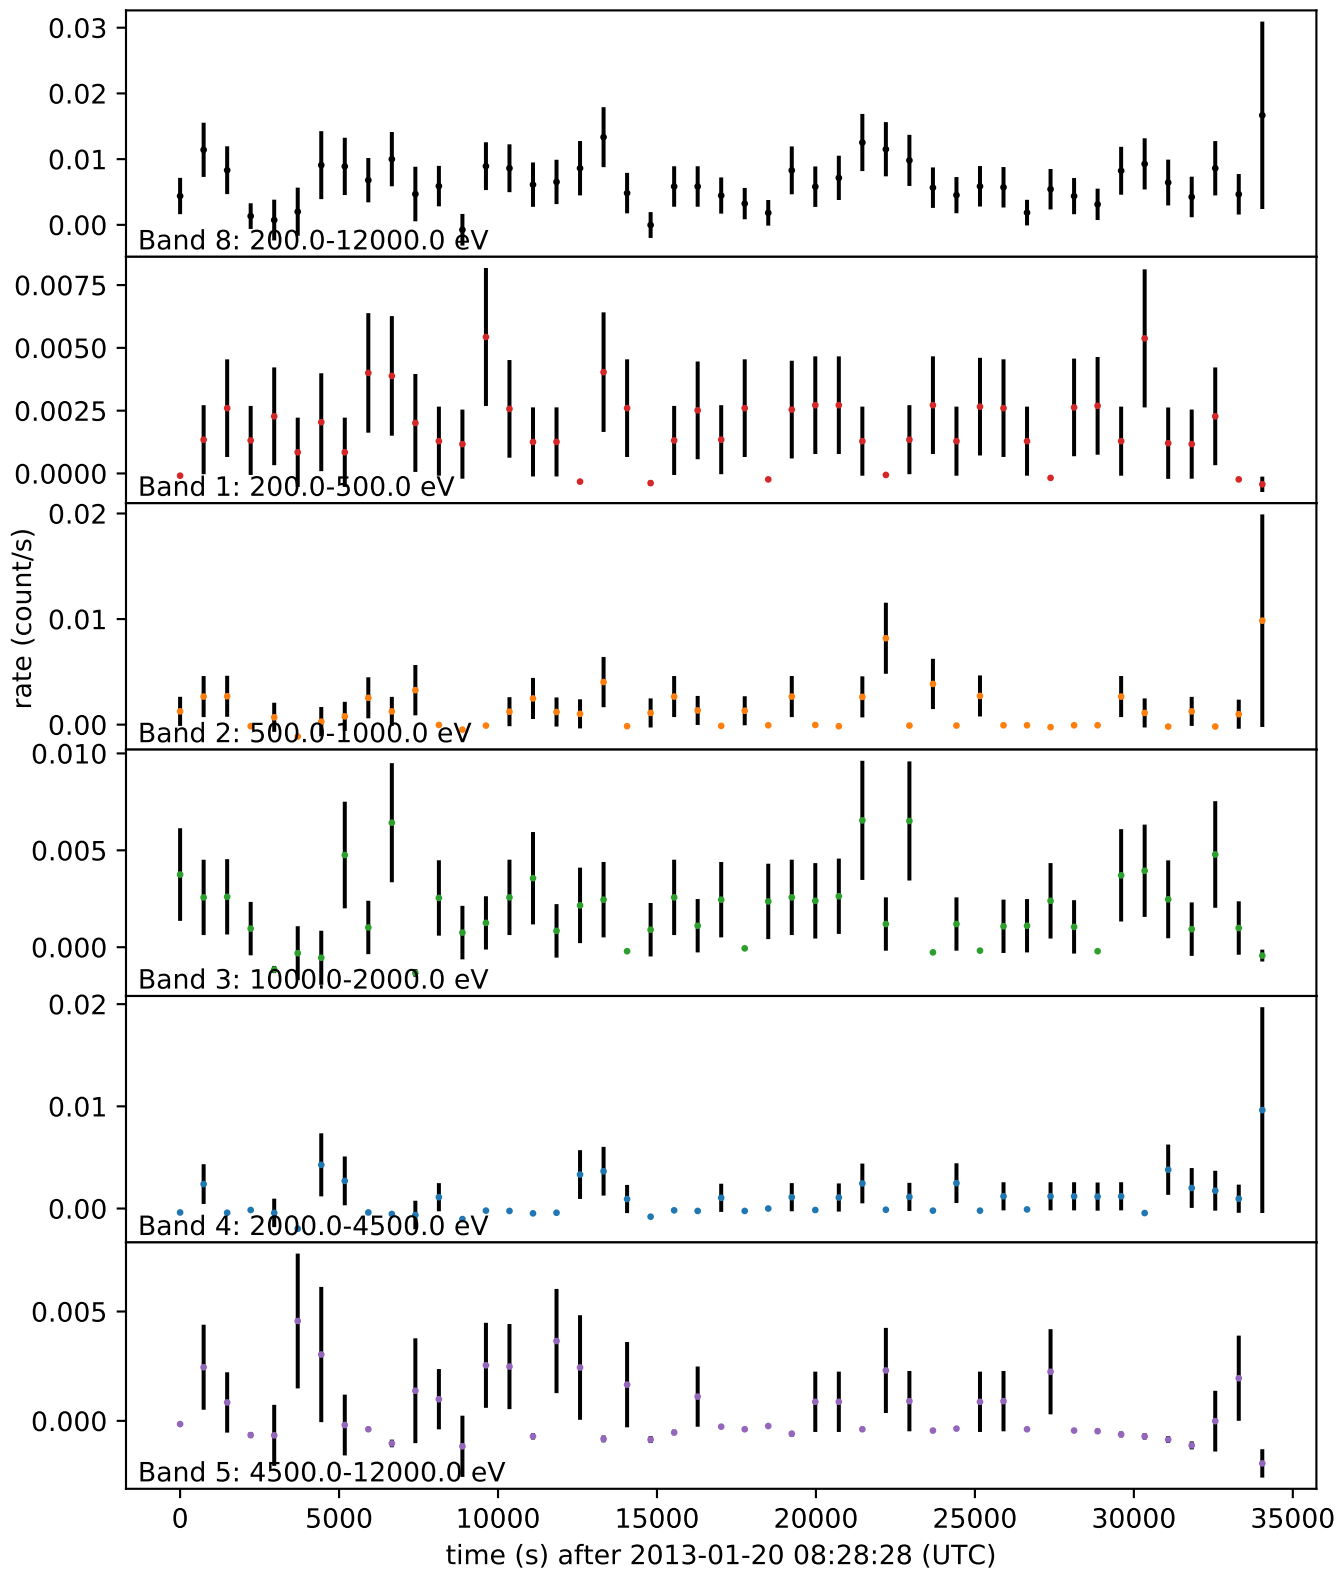 0.03
0.02
0.01
0.00
Band 8: 200.0-12000.0 eV
0.0075
0.0050
0.0025
0.0000
Band 1: 200.0-500.0 eV
rate (count/s)
0.02
0.01
0.00
Band 2: 500.0-1000.0 eV
0.010
0.005
0.000
Band 3: 1000.0-2000.0 eV
0.02
0.01
0.00
Band 4: 2000.0-4500.0 eV
0.005
0.000
Band 5: 4500.0-12000.0 eV
0 5000 10000 15000 20000 25000 30000 35000
time (s) after 2013-01-20 08:28:28 (UTC)